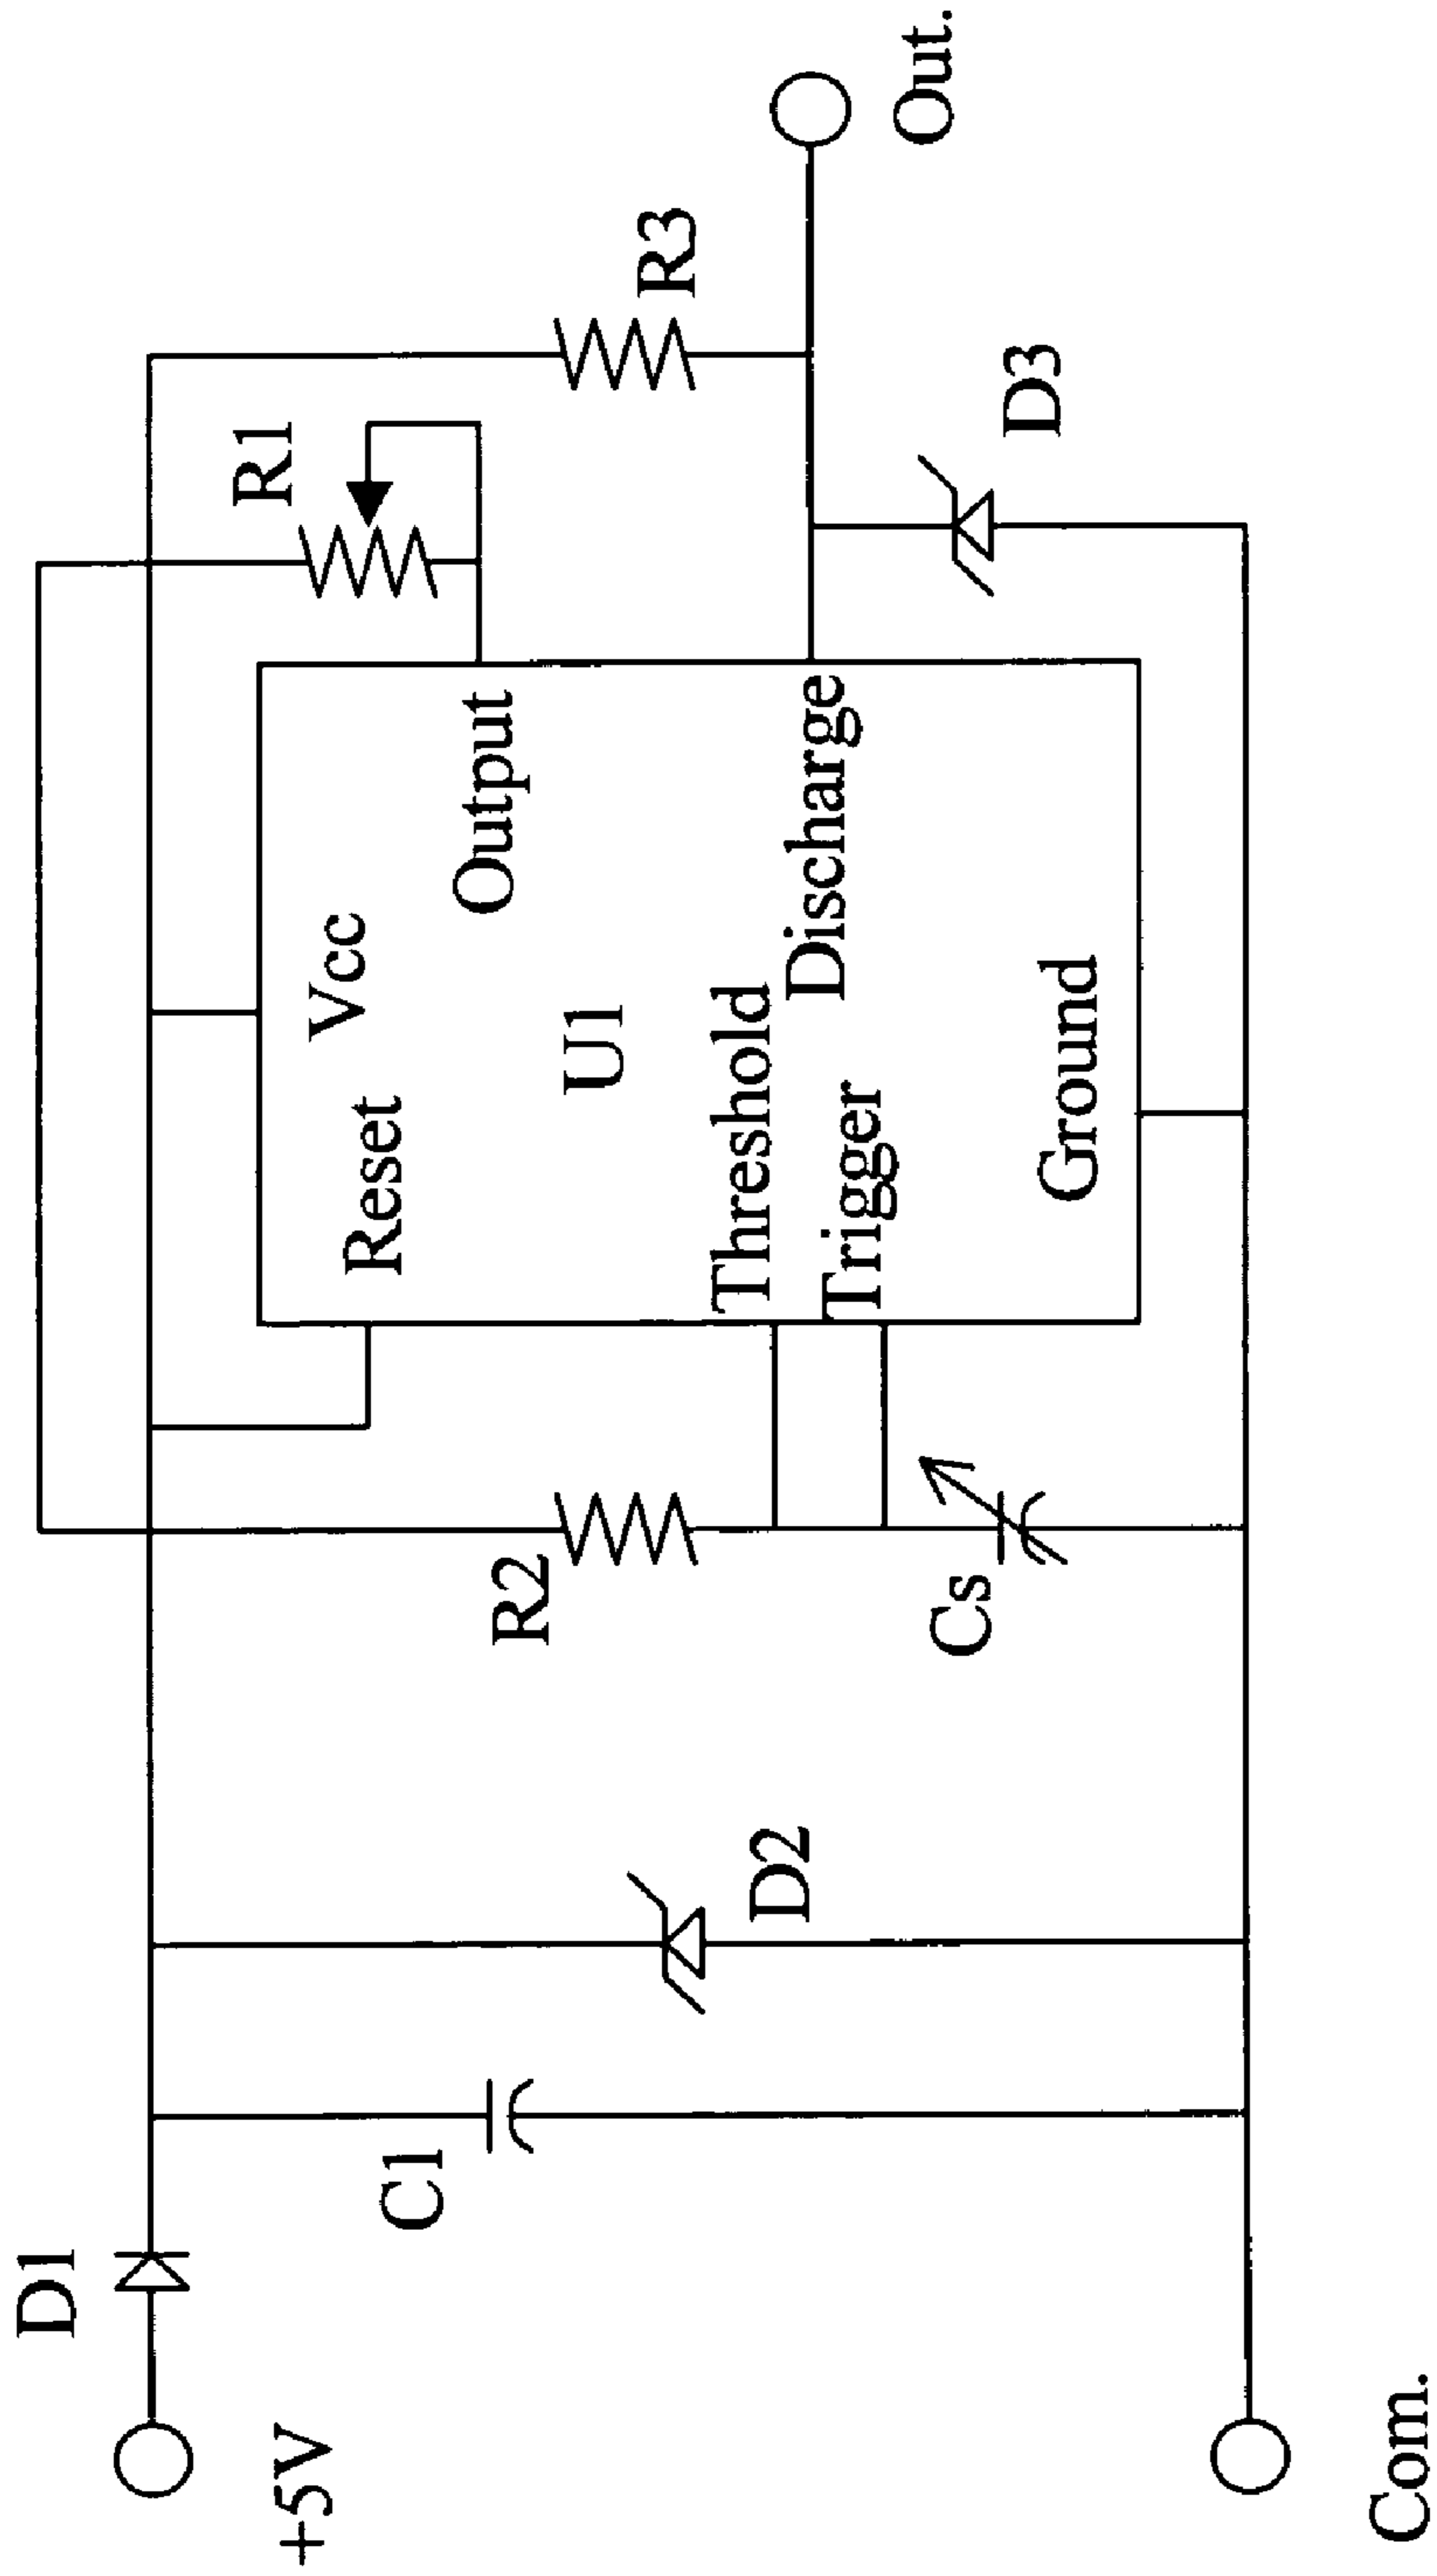 D1
+5V
C1
D2
R2
Cs
Com.
Reset
Vcc
U1
Output
Threshold
Trigger
Discharge
Ground
R1
R3
D3
Out.